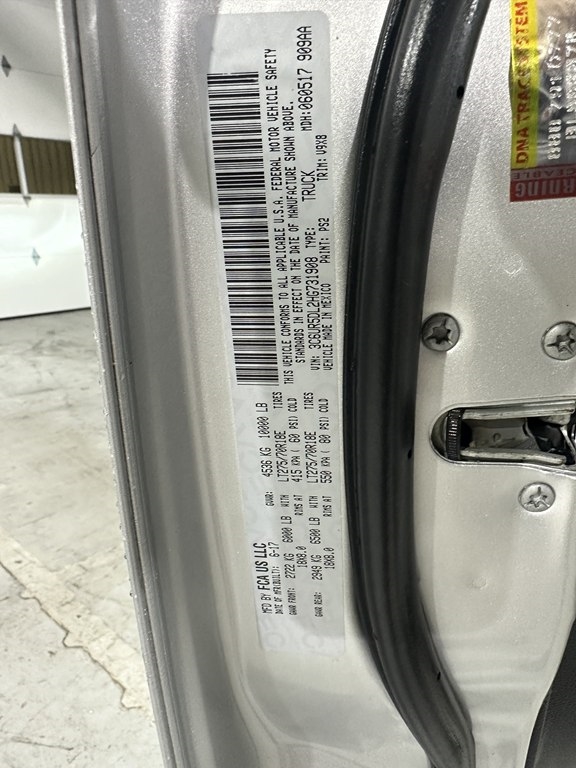 MFD BY FCA US LLC
DATE OF MFR(BUILT): 6-17
GVWR: 4536 KG 10000 LB
GAWR FRONT: 2722 KG 6000 LB WITH LT275/70R18E TIRES
18X8.0 RIMS AT 415 KPA ( 60 PSI) COLD
GAWR REAR: 2949 KG 6500 LB WITH LT275/70R18E TIRES
18X8.0 RIMS AT 550 KPA ( 80 PSI) COLD
THIS VEHICLE CONFORMS TO ALL APPLICABLE U.S.A. FEDERAL MOTOR VEHICLE SAFETY
STANDARDS IN EFFECT ON THE DATE OF MANUFACTURE SHOWN ABOVE.
MDH: 060517 909AA
VIN: 3C6UR5DL2HG731908 TYPE: TRUCK
VEHICLE MADE IN MEXICO PAINT: PS2 TRIM: V9X8
DNA TRACE SYSTEM